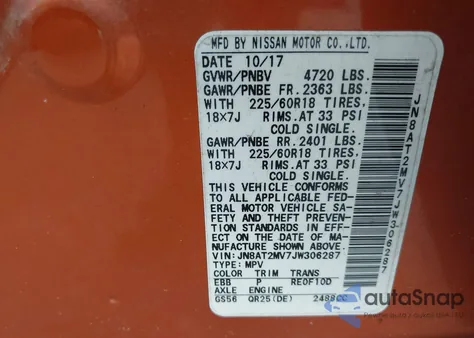 MFD BY NISSAN MOTOR CO.,LTD.
DATE 10/17
GVWR/PNBV 4720 LBS.
GAWR/PNBE FR. 2363 LBS.
WITH 225/60R18 TIRES.
18×7J RIMS.AT 33 PSI
COLD SINGLE.
GAWR/PNBE RR. 2401 LBS.
WITH 225/60R18 TIRES.
18×7J RIMS.AT 33 PSI
COLD SINGLE.
THIS VEHICLE CONFORMS
TO ALL APPLICABLE FED-
ERAL MOTOR VEHICLE SA-
FETY AND THEFT PREVEN-
TION STANDARDS IN EFF-
ECT ON THE DATE OF MA-
NUFACTURE SHOWN ABOVE.
VIN:JN8AT2MV7JW306287
TYPE:MPV
COLOR TRIM TRANS
EBB P RE0F10D
AXLE ENGINE
GS56 QR25(DE) 2488CC
JN8AT2MV7JW306287
autoSnap